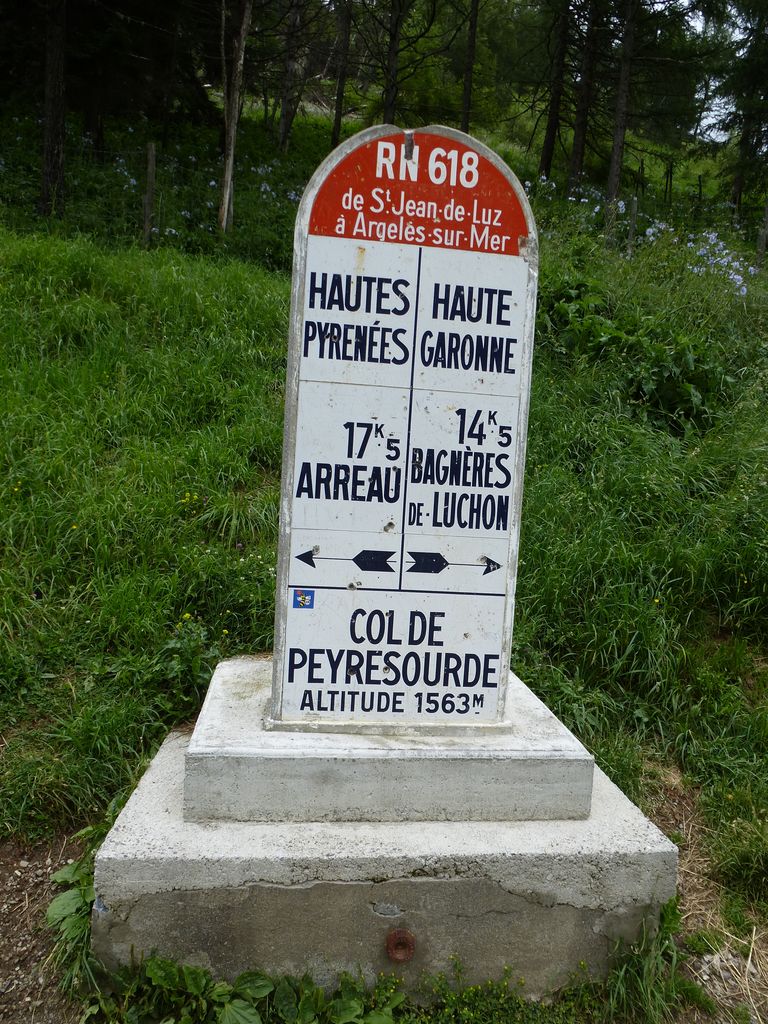 RN 618
de St Jean-de-Luz
à Argelès-sur-Mer
HAUTES
PYRENÉES
HAUTE
GARONNE
17K5
ARREAU
14K5
BAGNÈRES
DE-LUCHON
COL DE
PEYRESOURDE
ALTITUDE 1563M